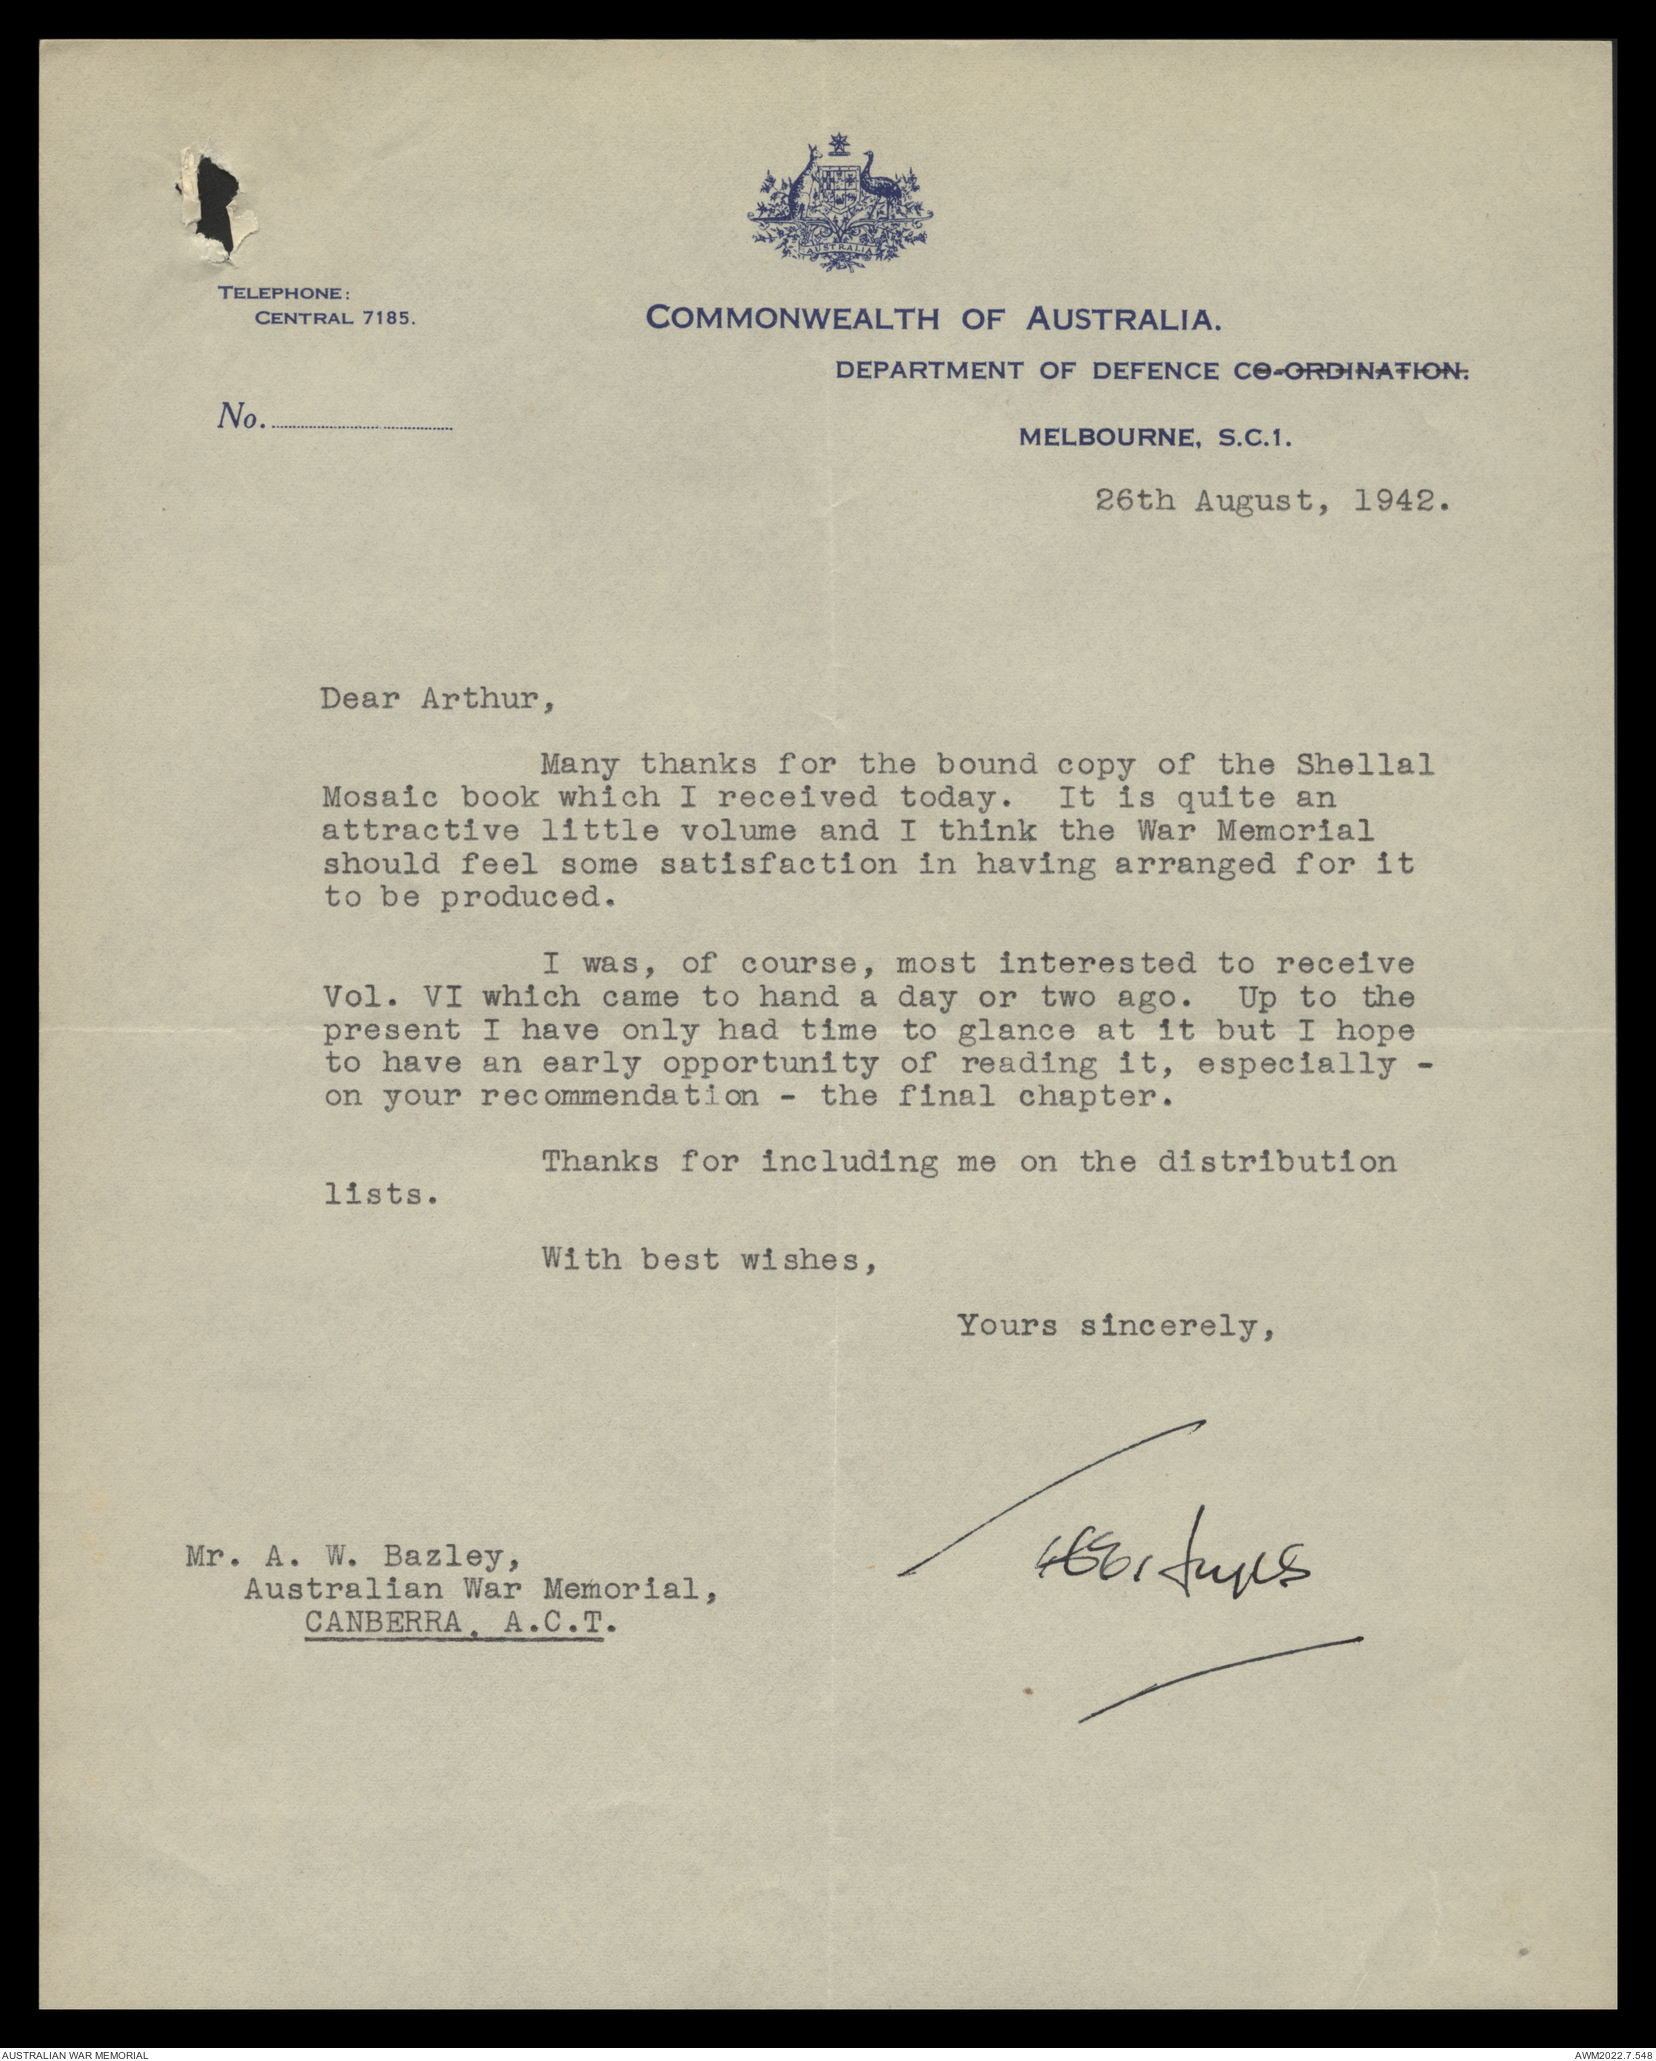 AUSTRALIA
TELEPHONE:
CENTRAL 7185.
COMMONWEALTH OF AUSTRALIA.
DEPARTMENT OF DEFENCE CO-ORDINATION.
No.
MELBOURNE, S.C.1.
26th August, 1942.
Dear Arthur,
Many thanks for the bound copy of the Shellal
Mosaic book which I received today. It is quite an
attractive little volume and I think the War Memorial
should feel some satisfaction in having arranged for it
to be produced.
I was, of course, most interested to receive
Vol. VI which came to hand a day or two ago. Up to the
present I have only had time to glance at it but I hope
to have an early opportunity of reading it, especially -
on your recommendation - the final chapter.
Thanks for including me on the distribution
lists.
With best wishes,
Yours sincerely,
Mr. A. W. Bazley,
Australian War Memorial,
CANBERRA, A.C.T.
AUSTRALIAN WAR MEMORIAL
AWM2022.7.548